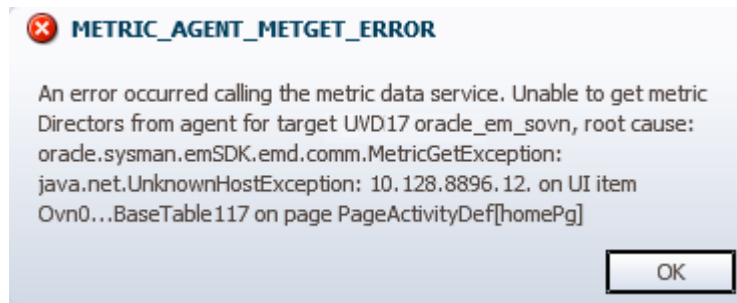 METRIC_AGENT_METGET_ERROR
An error occurred calling the metric data service. Unable to get metric
Directors from agent for target UVD17 oracle_em_sovn, root cause:
oracle.sysman.emSDK.emd.comm.MetricGetException:
java.net.UnknownHostException: 10.128.8896.12. on UI item
Ovn0...BaseTable117 on page PageActivityDef[homePg]
OK